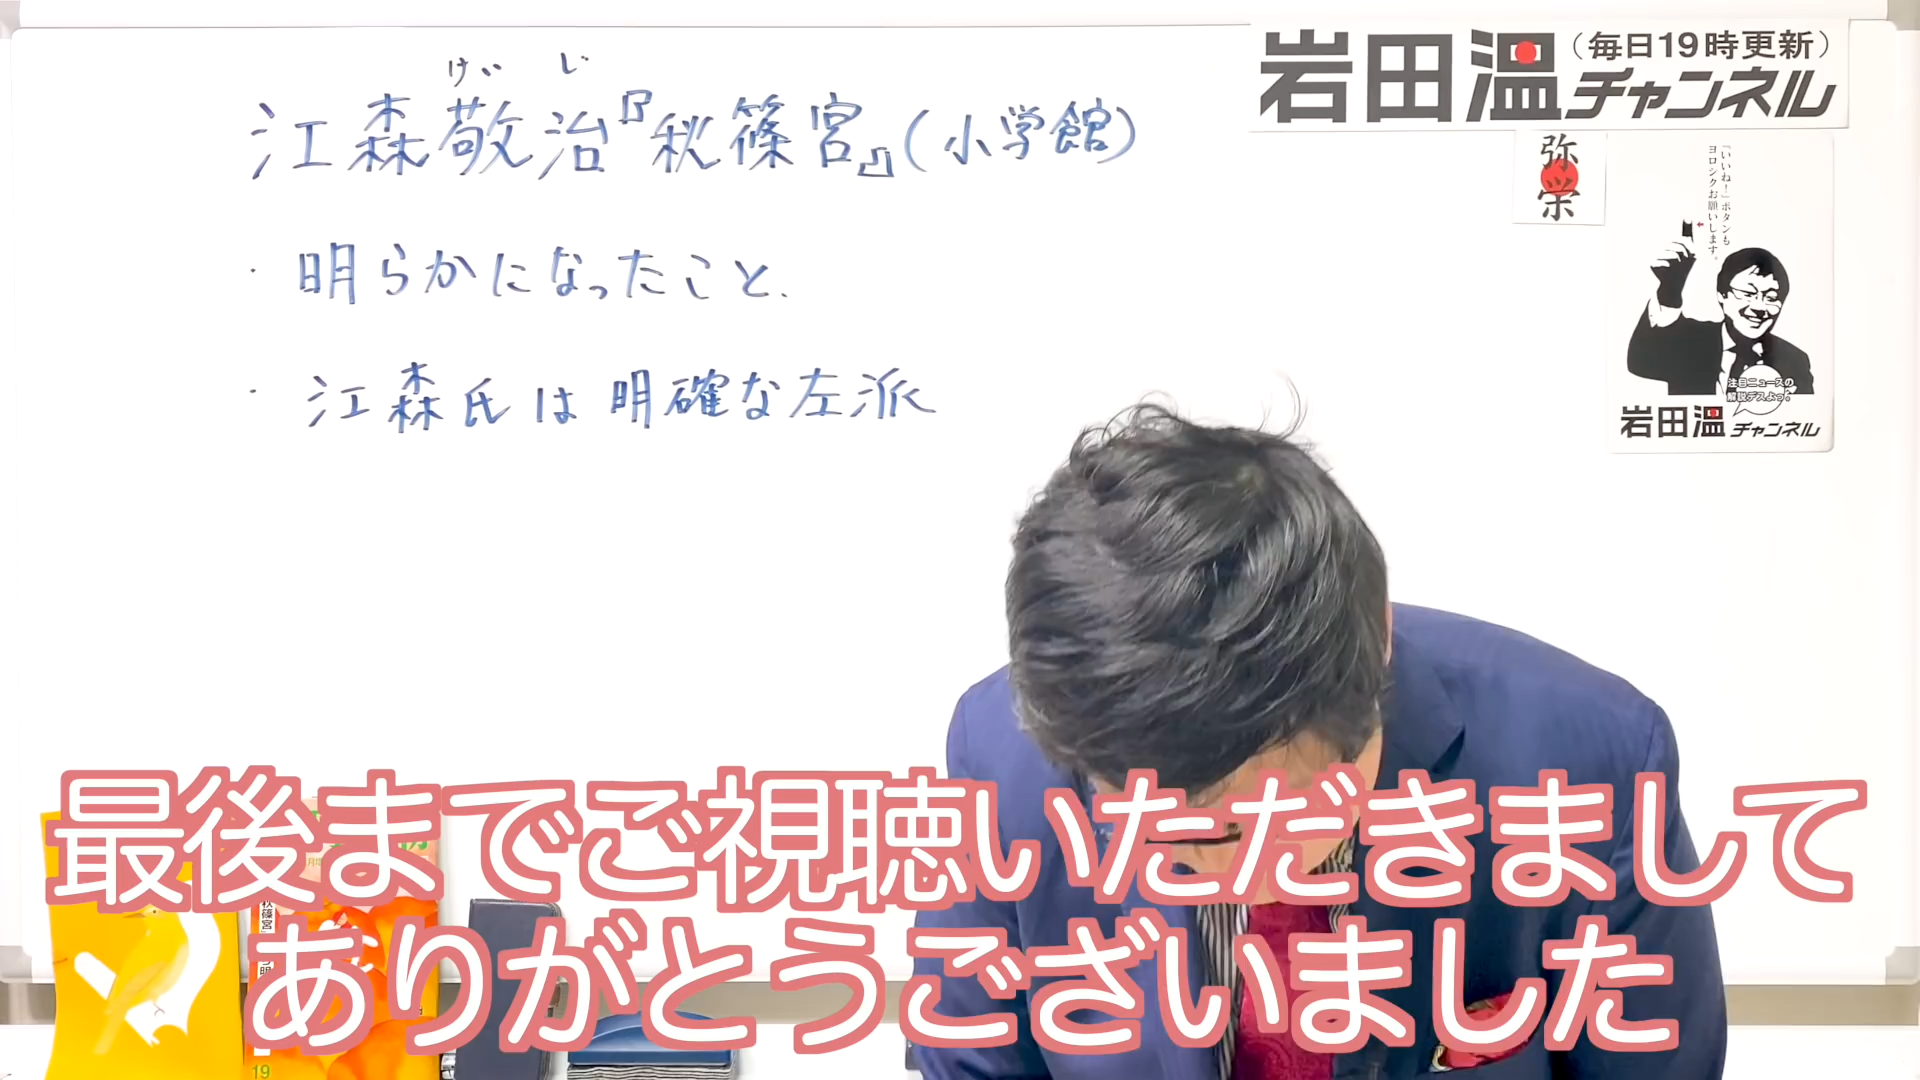 けい じ
江森敬治『秋篠宮』(小学館)
・明らかになったこと、
・江森氏は明確な左派
岩田温チャンネル
(毎日19時更新)
弥栄
「いいね!」ボタンも
ヨロシクお願いします。
注目ニュースの
解説デスよっ?
岩田温チャンネル
最後までご視聴いただきまして
ありがとうございました
秋篠宮
19